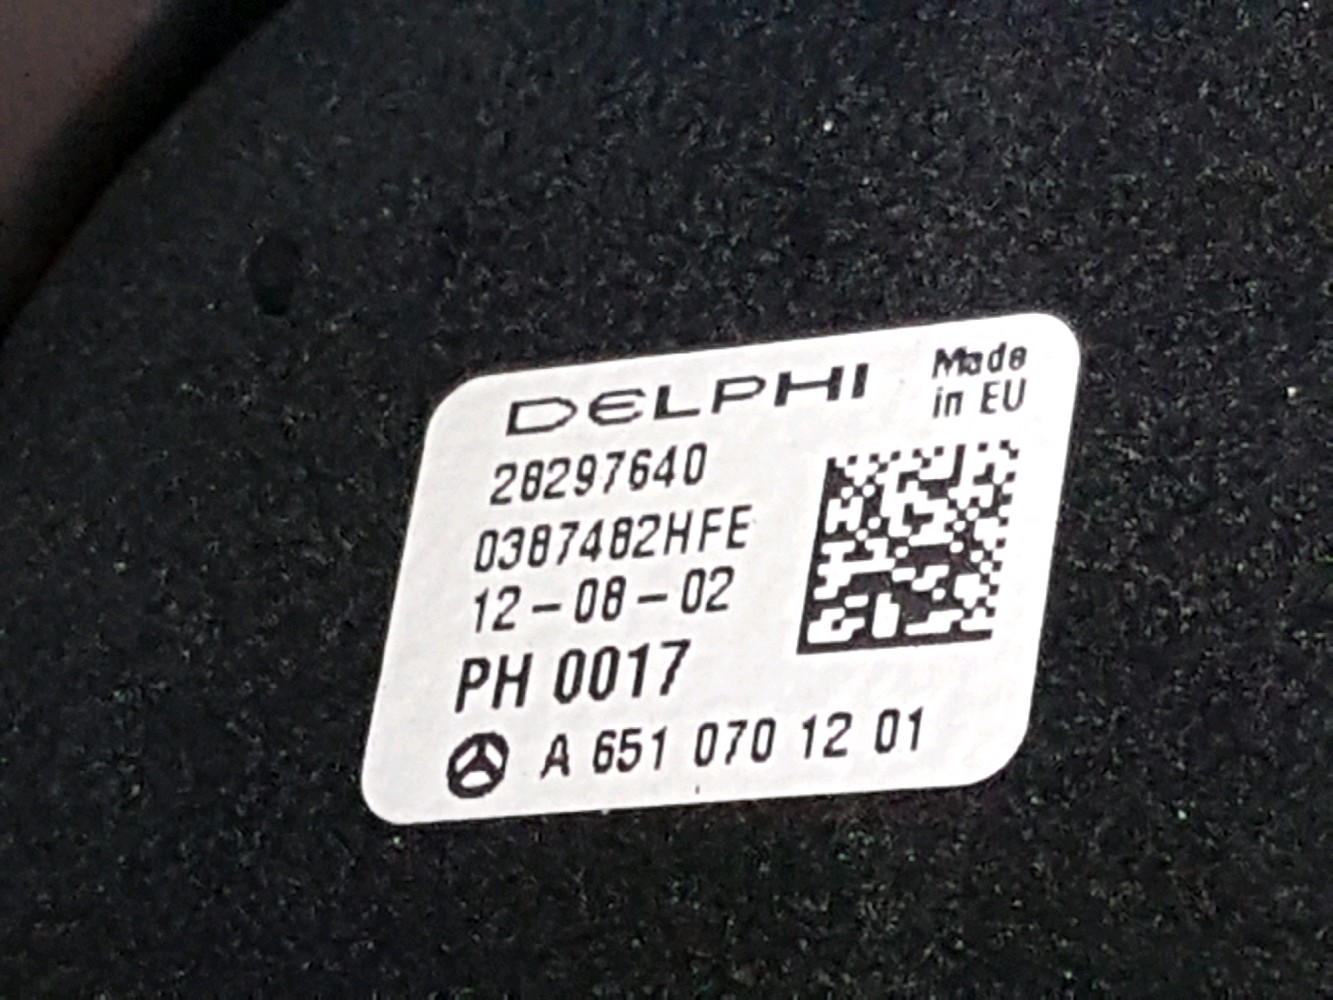 DELPHI
Made
in EU
28297640
0387482HFE
12-08-02
PH 0017
A 651 070 12 01